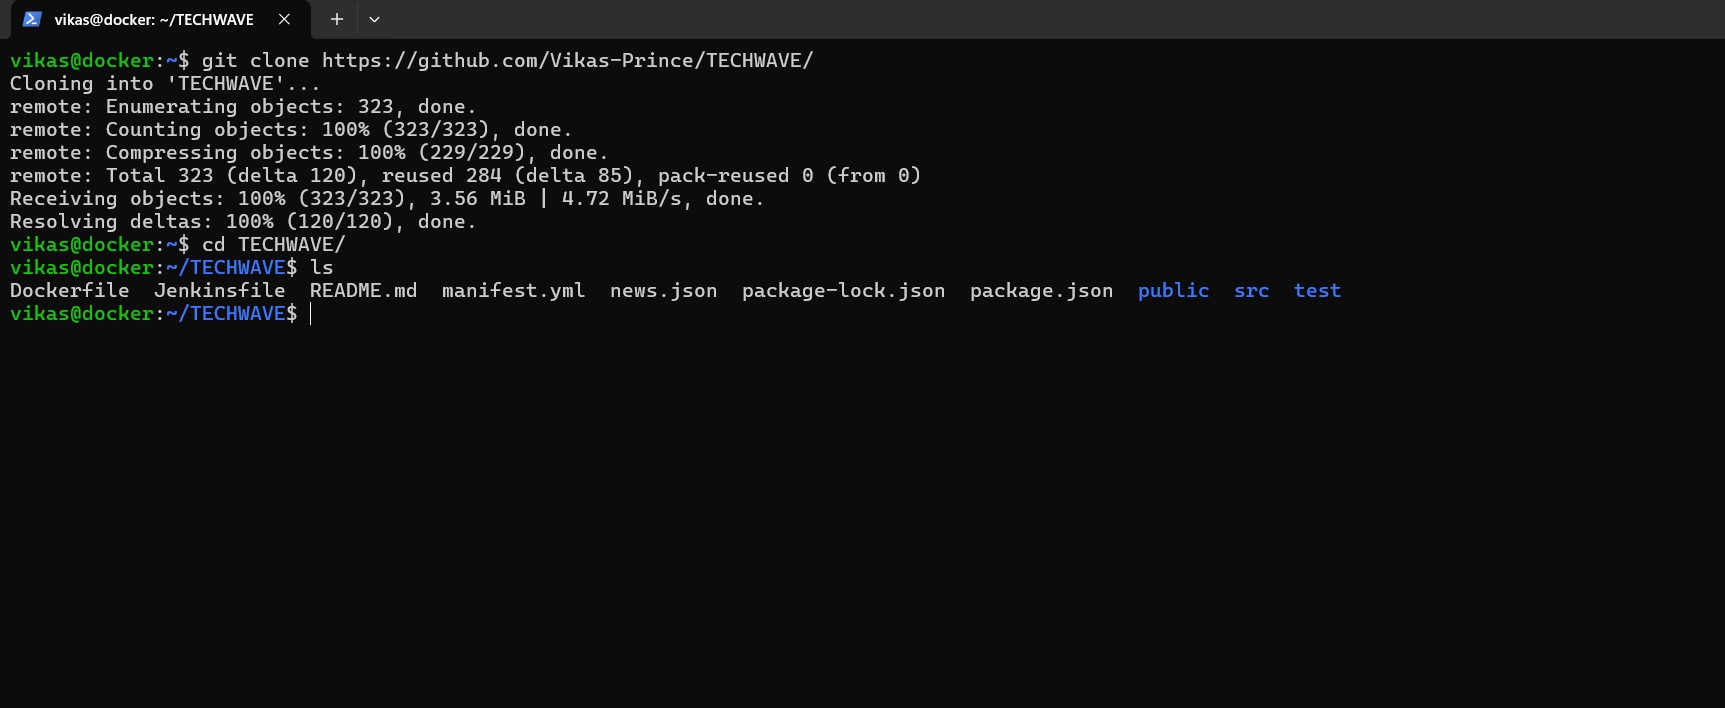 vikas@docker: ~/TECHWAVE
vikas@docker:~$ git clone https://github.com/Vikas-Prince/TECHWAVE/
Cloning into 'TECHWAVE'...
remote: Enumerating objects: 323, done.
remote: Counting objects: 100% (323/323), done.
remote: Compressing objects: 100% (229/229), done.
remote: Total 323 (delta 120), reused 284 (delta 85), pack-reused 0 (from 0)
Receiving objects: 100% (323/323), 3.56 MiB | 4.72 MiB/s, done.
Resolving deltas: 100% (120/120), done.
vikas@docker:~$ cd TECHWAVE/
vikas@docker:~/TECHWAVE$ ls
Dockerfile  Jenkinsfile  README.md  manifest.yml  news.json  package-lock.json  package.json  public  src  test
vikas@docker:~/TECHWAVE$